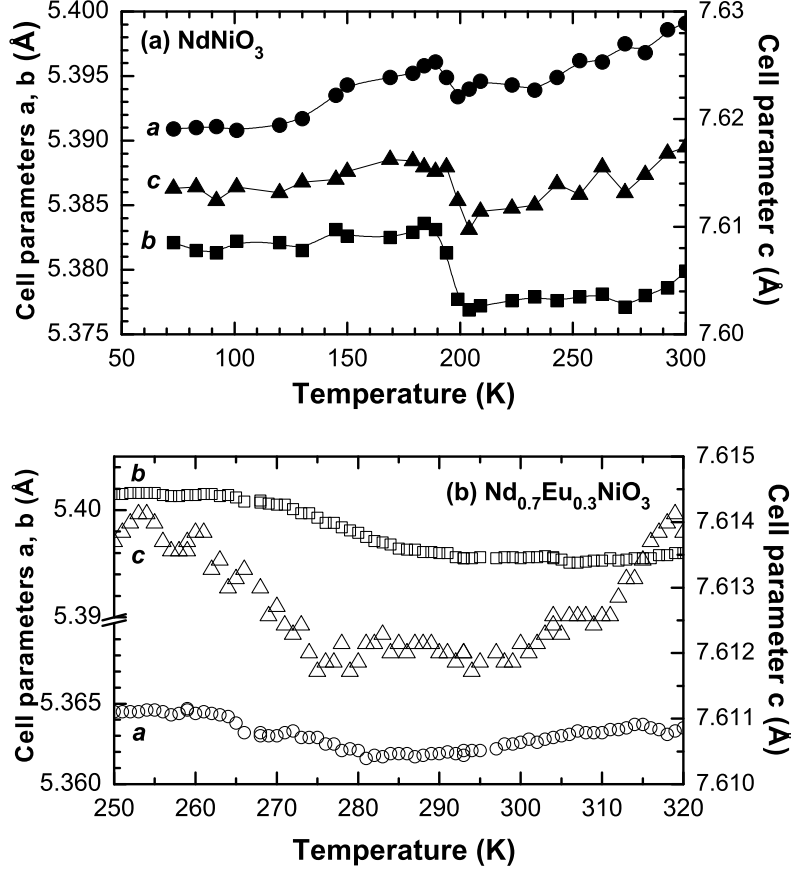 5.400
5.395
5.390
5.385
5.380
5.375
Cell parameters a, b (Å)
(a) NdNiO3
a
c
b
7.63
7.62
7.61
7.60
Cell parameter c (Å)
50 100 150 200 250 300
Temperature (K)
5.40
5.39
5.365
5.360
Cell parameters a, b (Å)
b
c
a
(b) Nd0.7Eu0.3NiO3
7.615
7.614
7.613
7.612
7.611
7.610
Cell parameter c (Å)
250 260 270 280 290 300 310 320
Temperature (K)